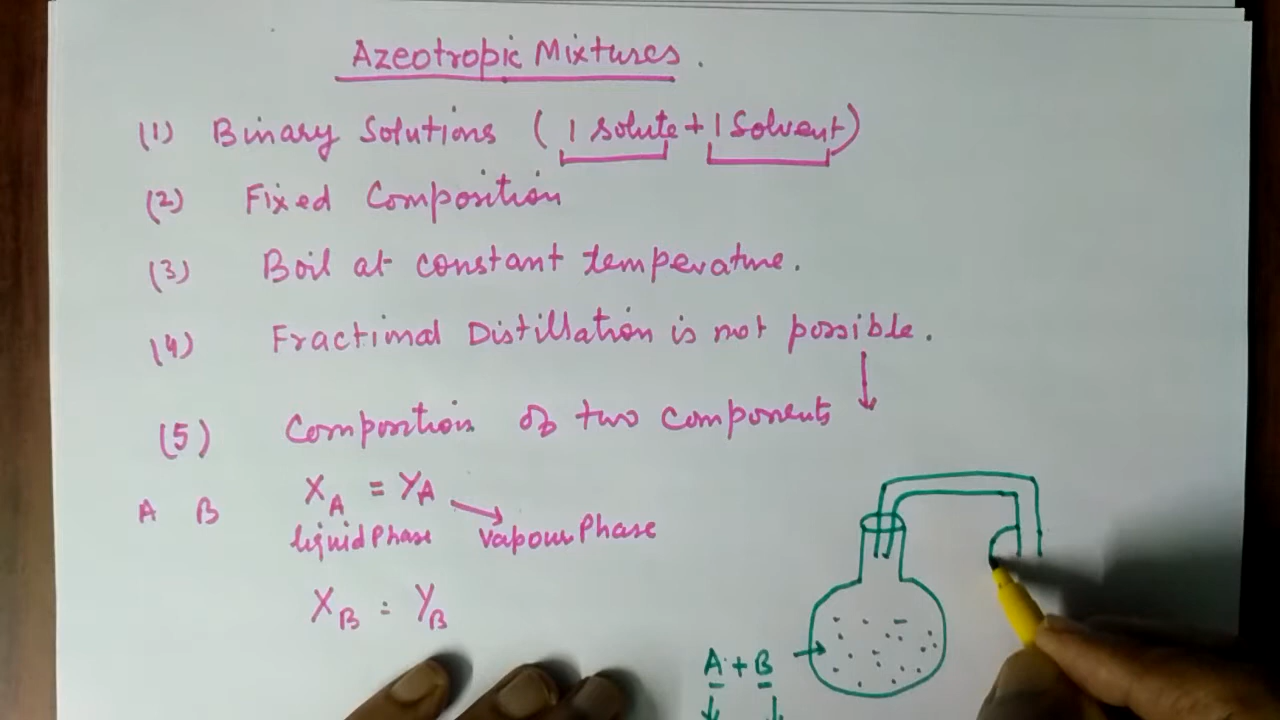 Azeotropic Mixtures.
(1) Binary Solutions (1 Solute + 1 Solvent)
(2) Fixed Composition
(3) Boil at constant temperature.
(4) Fractional Distillation is not possible.
(5) Composition of two components
A B X_A = Y_A
liquid Phase Vapour Phase
X_B = Y_B
A + B